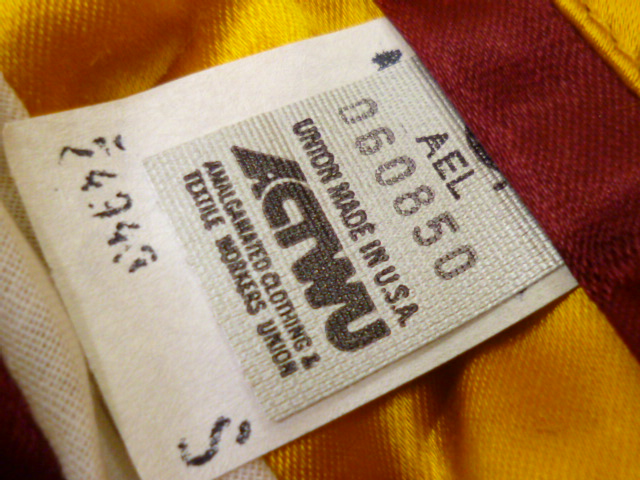 AEL
060850
UNION MADE IN U.S.A.
ACTWU
AMALGAMATED CLOTHING &
TEXTILE WORKERS UNION
S